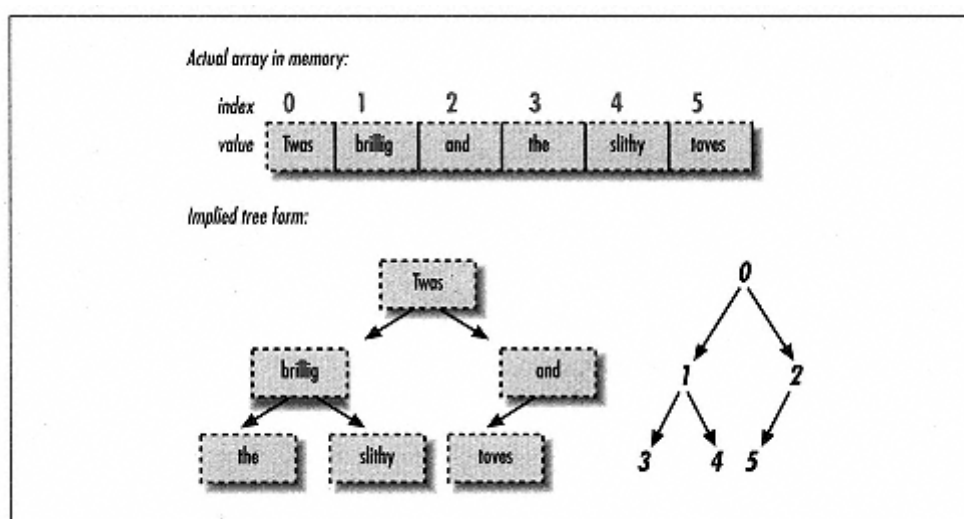 Actual array in memory:
index 0 1 2 3 4 5
value Twas brillig and the slithy toves
Implied tree form:
Twas 0
brillig and 1 2
the slithy toves 3 4 5